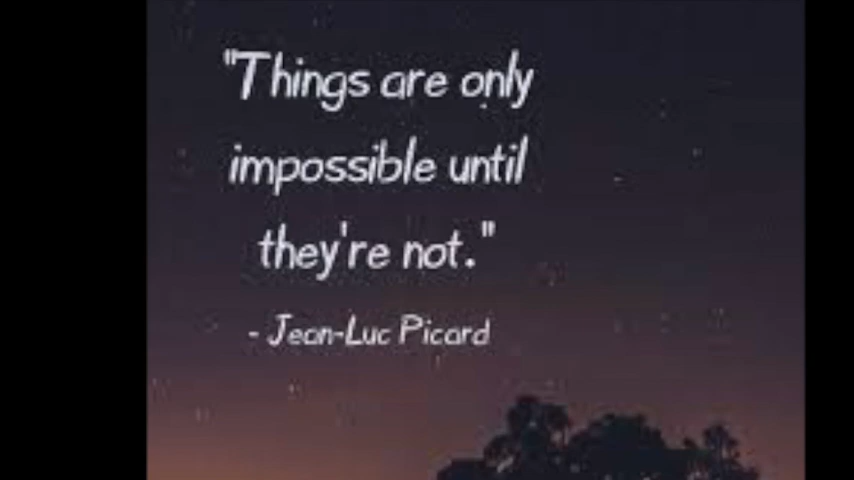 "Things are only
impossible until
they're not."
- Jean-Luc Picard